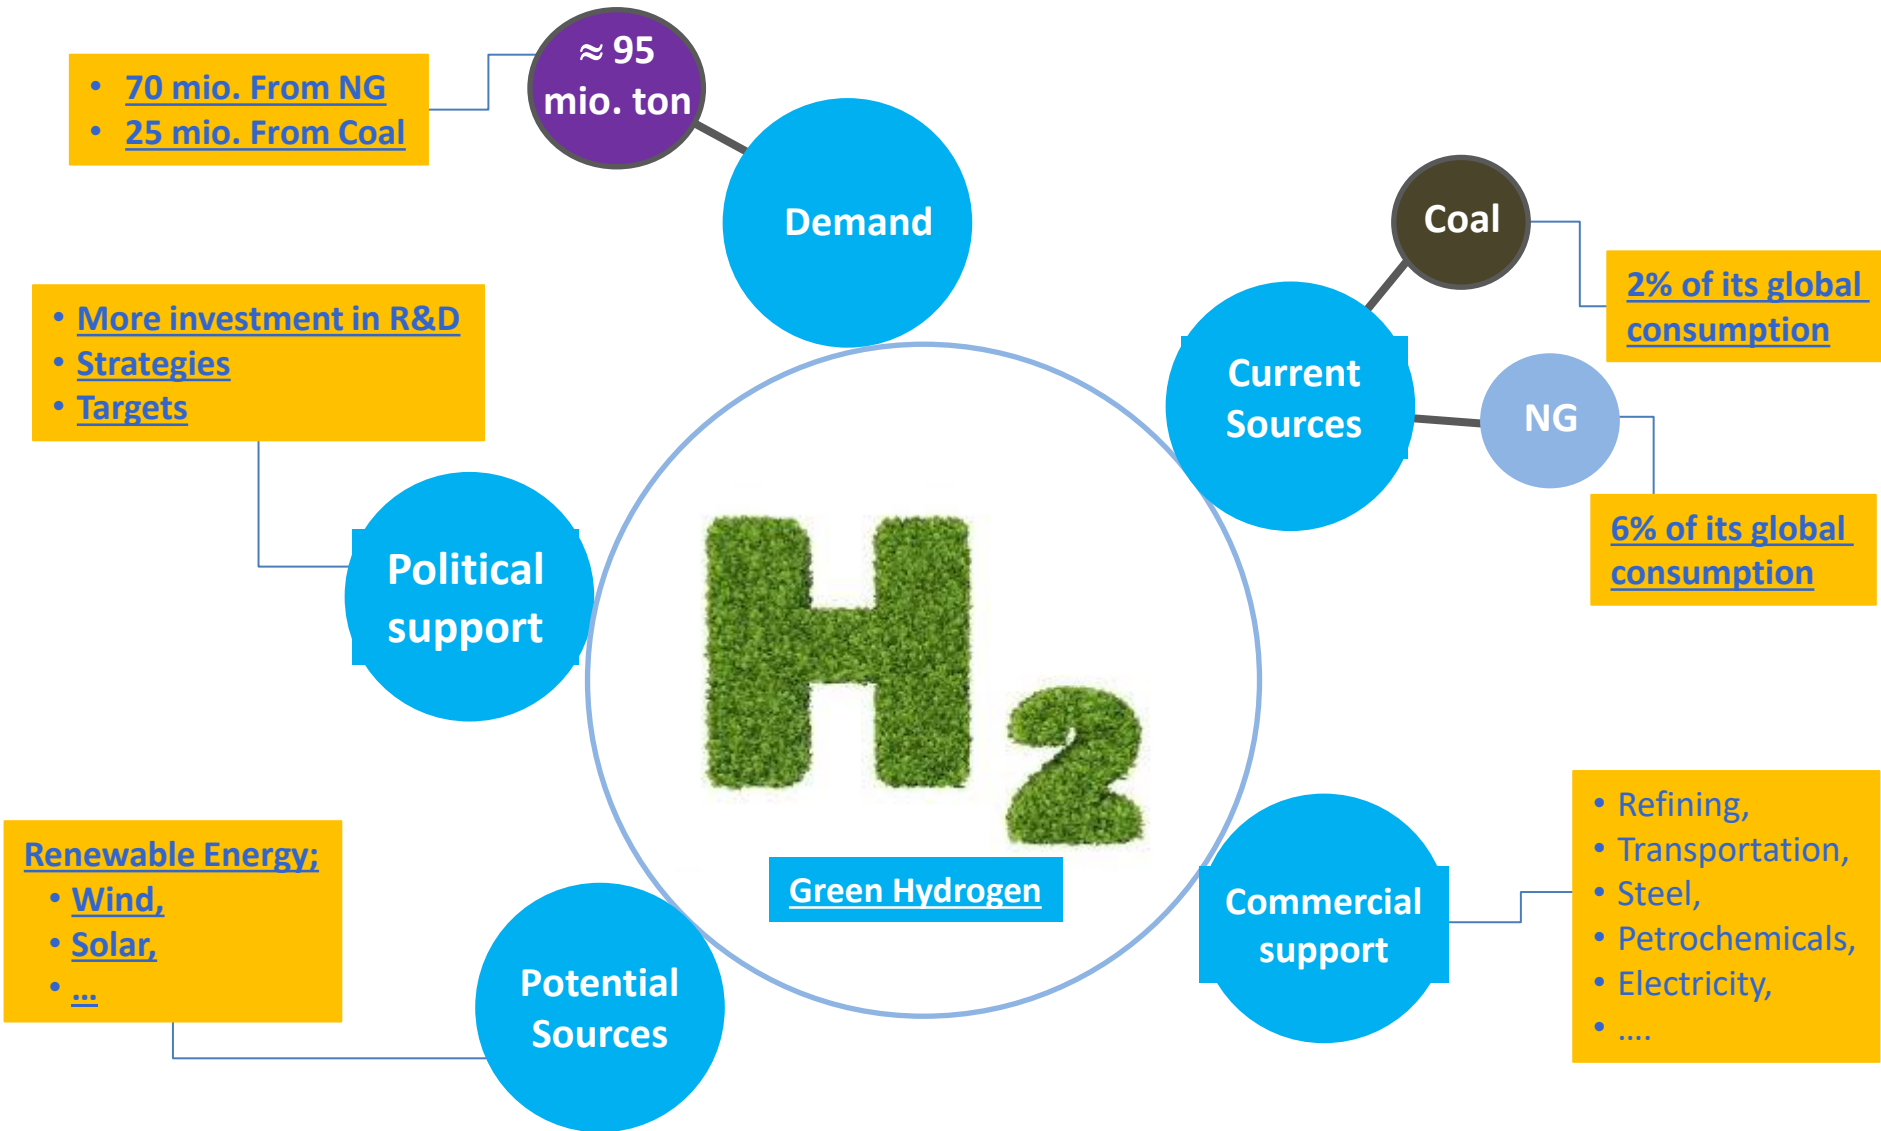 ≈ 95
mio. ton
• 70 mio. From NG
• 25 mio. From Coal
Demand
Coal
2% of its global
consumption
Current
Sources
NG
6% of its global
consumption
• More investment in R&D
• Strategies
• Targets
Political
support
H2
Green Hydrogen
Renewable Energy;
• Wind,
• Solar,
• ...
Potential
Sources
Commercial
support
• Refining,
• Transportation,
• Steel,
• Petrochemicals,
• Electricity,
• ....